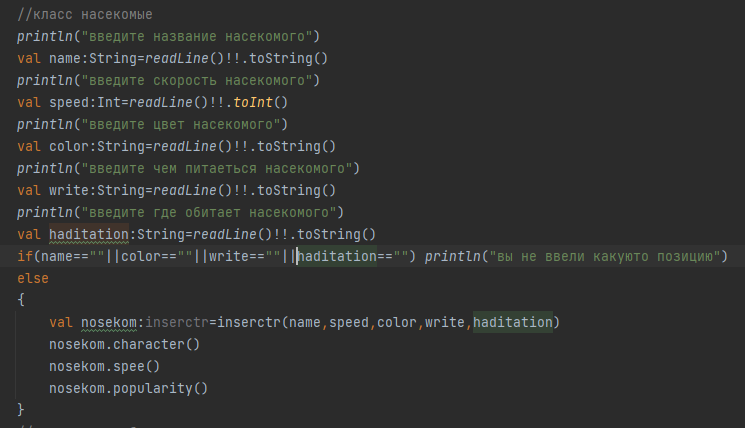 //класс насекомые
println("введите название насекомого")
val name:String=readLine()!!.toString()
println("введите скорость насекомого")
val speed:Int=readLine()!!.toInt()
println("введите цвет насекомого")
val color:String=readLine()!!.toString()
println("введите чем питаеться насекомого")
val write:String=readLine()!!.toString()
println("введите где обитает насекомого")
val haditation:String=readLine()!!.toString()
if(name==""||color==""||write==""||haditation=="") println("вы не ввели какуюто позицию")
else
{
    val nosekom:inserctr=inserctr(name,speed,color,write,haditation)
    nosekom.character()
    nosekom.spee()
    nosekom.popularity()
}